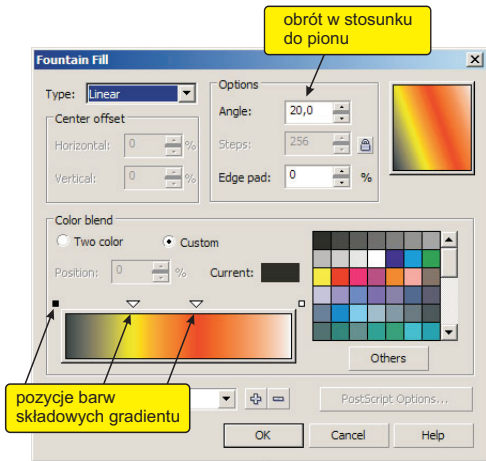 obrót w stosunku
do pionu
Fountain Fill
Type: Linear
Options
Angle: 20,0
Center offset
Horizontal: 0 %
Steps: 256
Vertical: 0 %
Edge pad: 0 %
Color blend
Two color Custom
Position: 0 % Current:
Others
pozycje barw
składowych gradientu
PostScript Options...
OK Cancel Help